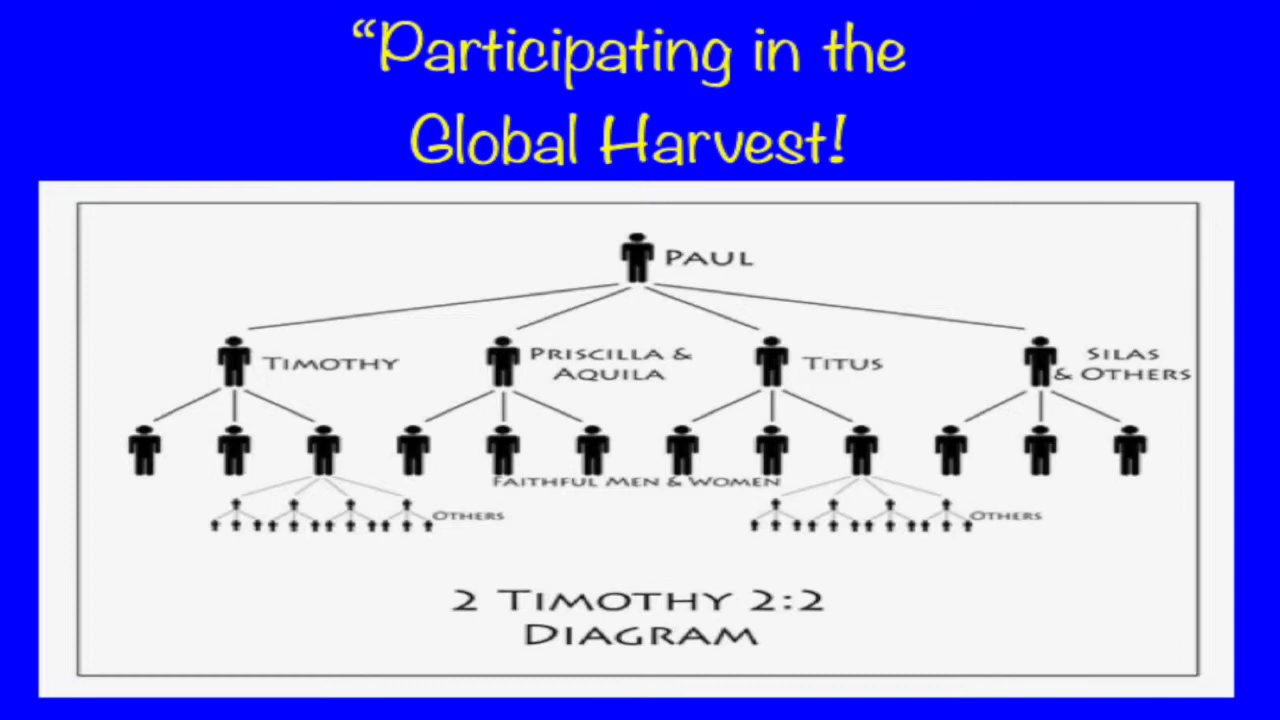 “Participating in the
Global Harvest!
PAUL
TIMOTHY
PRISCILLA &
AQUILA
TITUS
SILAS
& OTHERS
FAITHFUL MEN & WOMEN
OTHERS
OTHERS
2 TIMOTHY 2:2
DIAGRAM